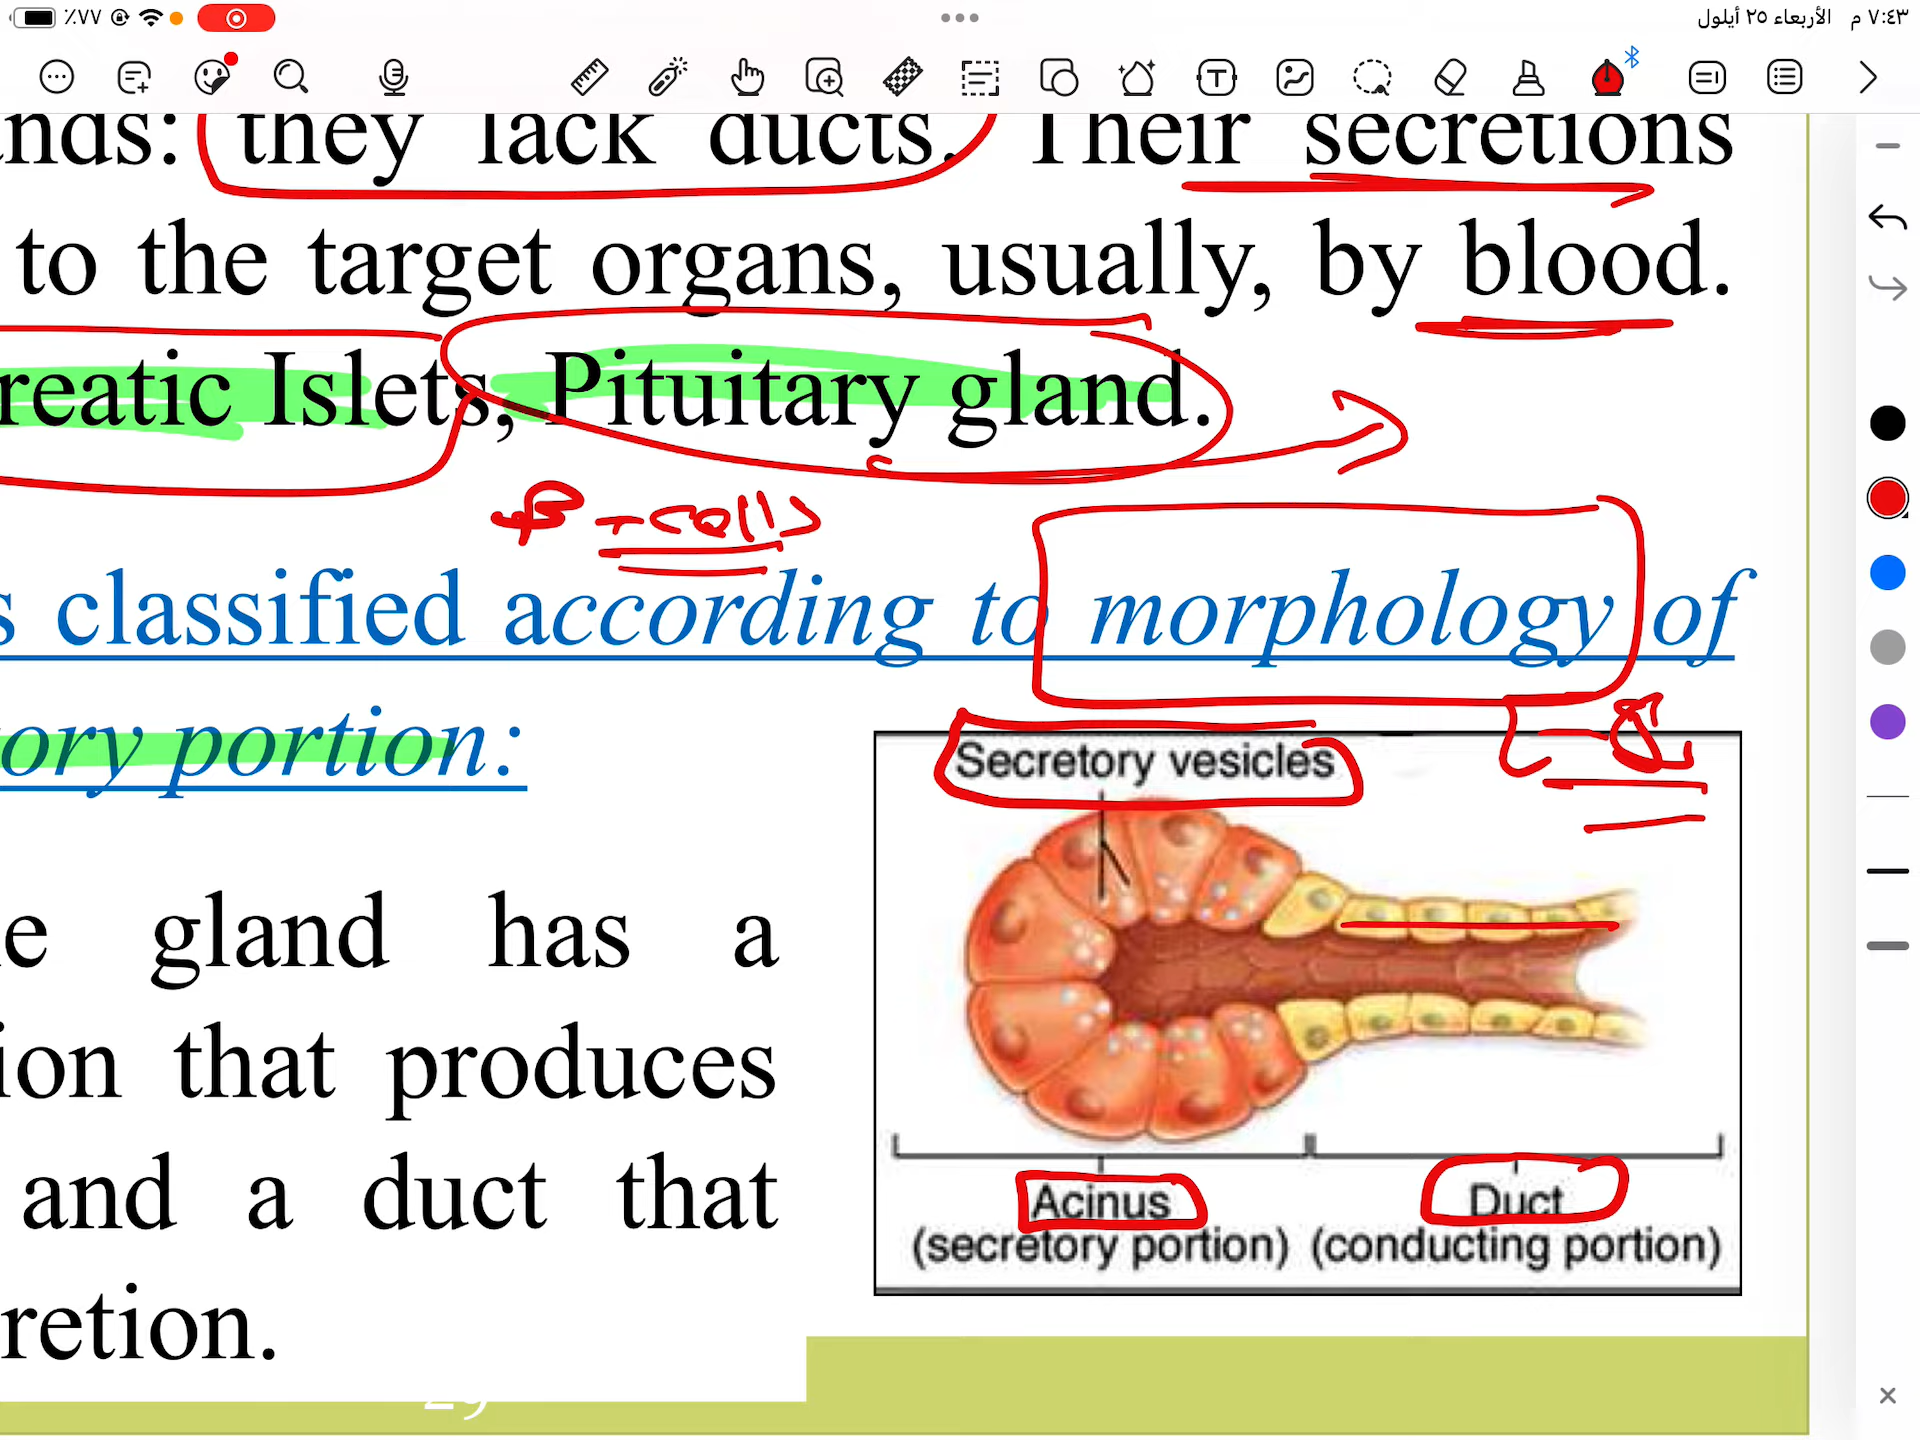 ٪٧٧
٧:٤٣ م الأربعاء ٢٥ أيلول
nds: they lack ducts. Their secretions
to the target organs, usually, by blood.
reatic Islets, Pituitary gland.
β-cells
s classified according to morphology of
ory portion:
Secretory vesicles
e gland has a
ion that produces
and a duct that
retion.
Acinus
(secretory portion)
Duct
(conducting portion)
29